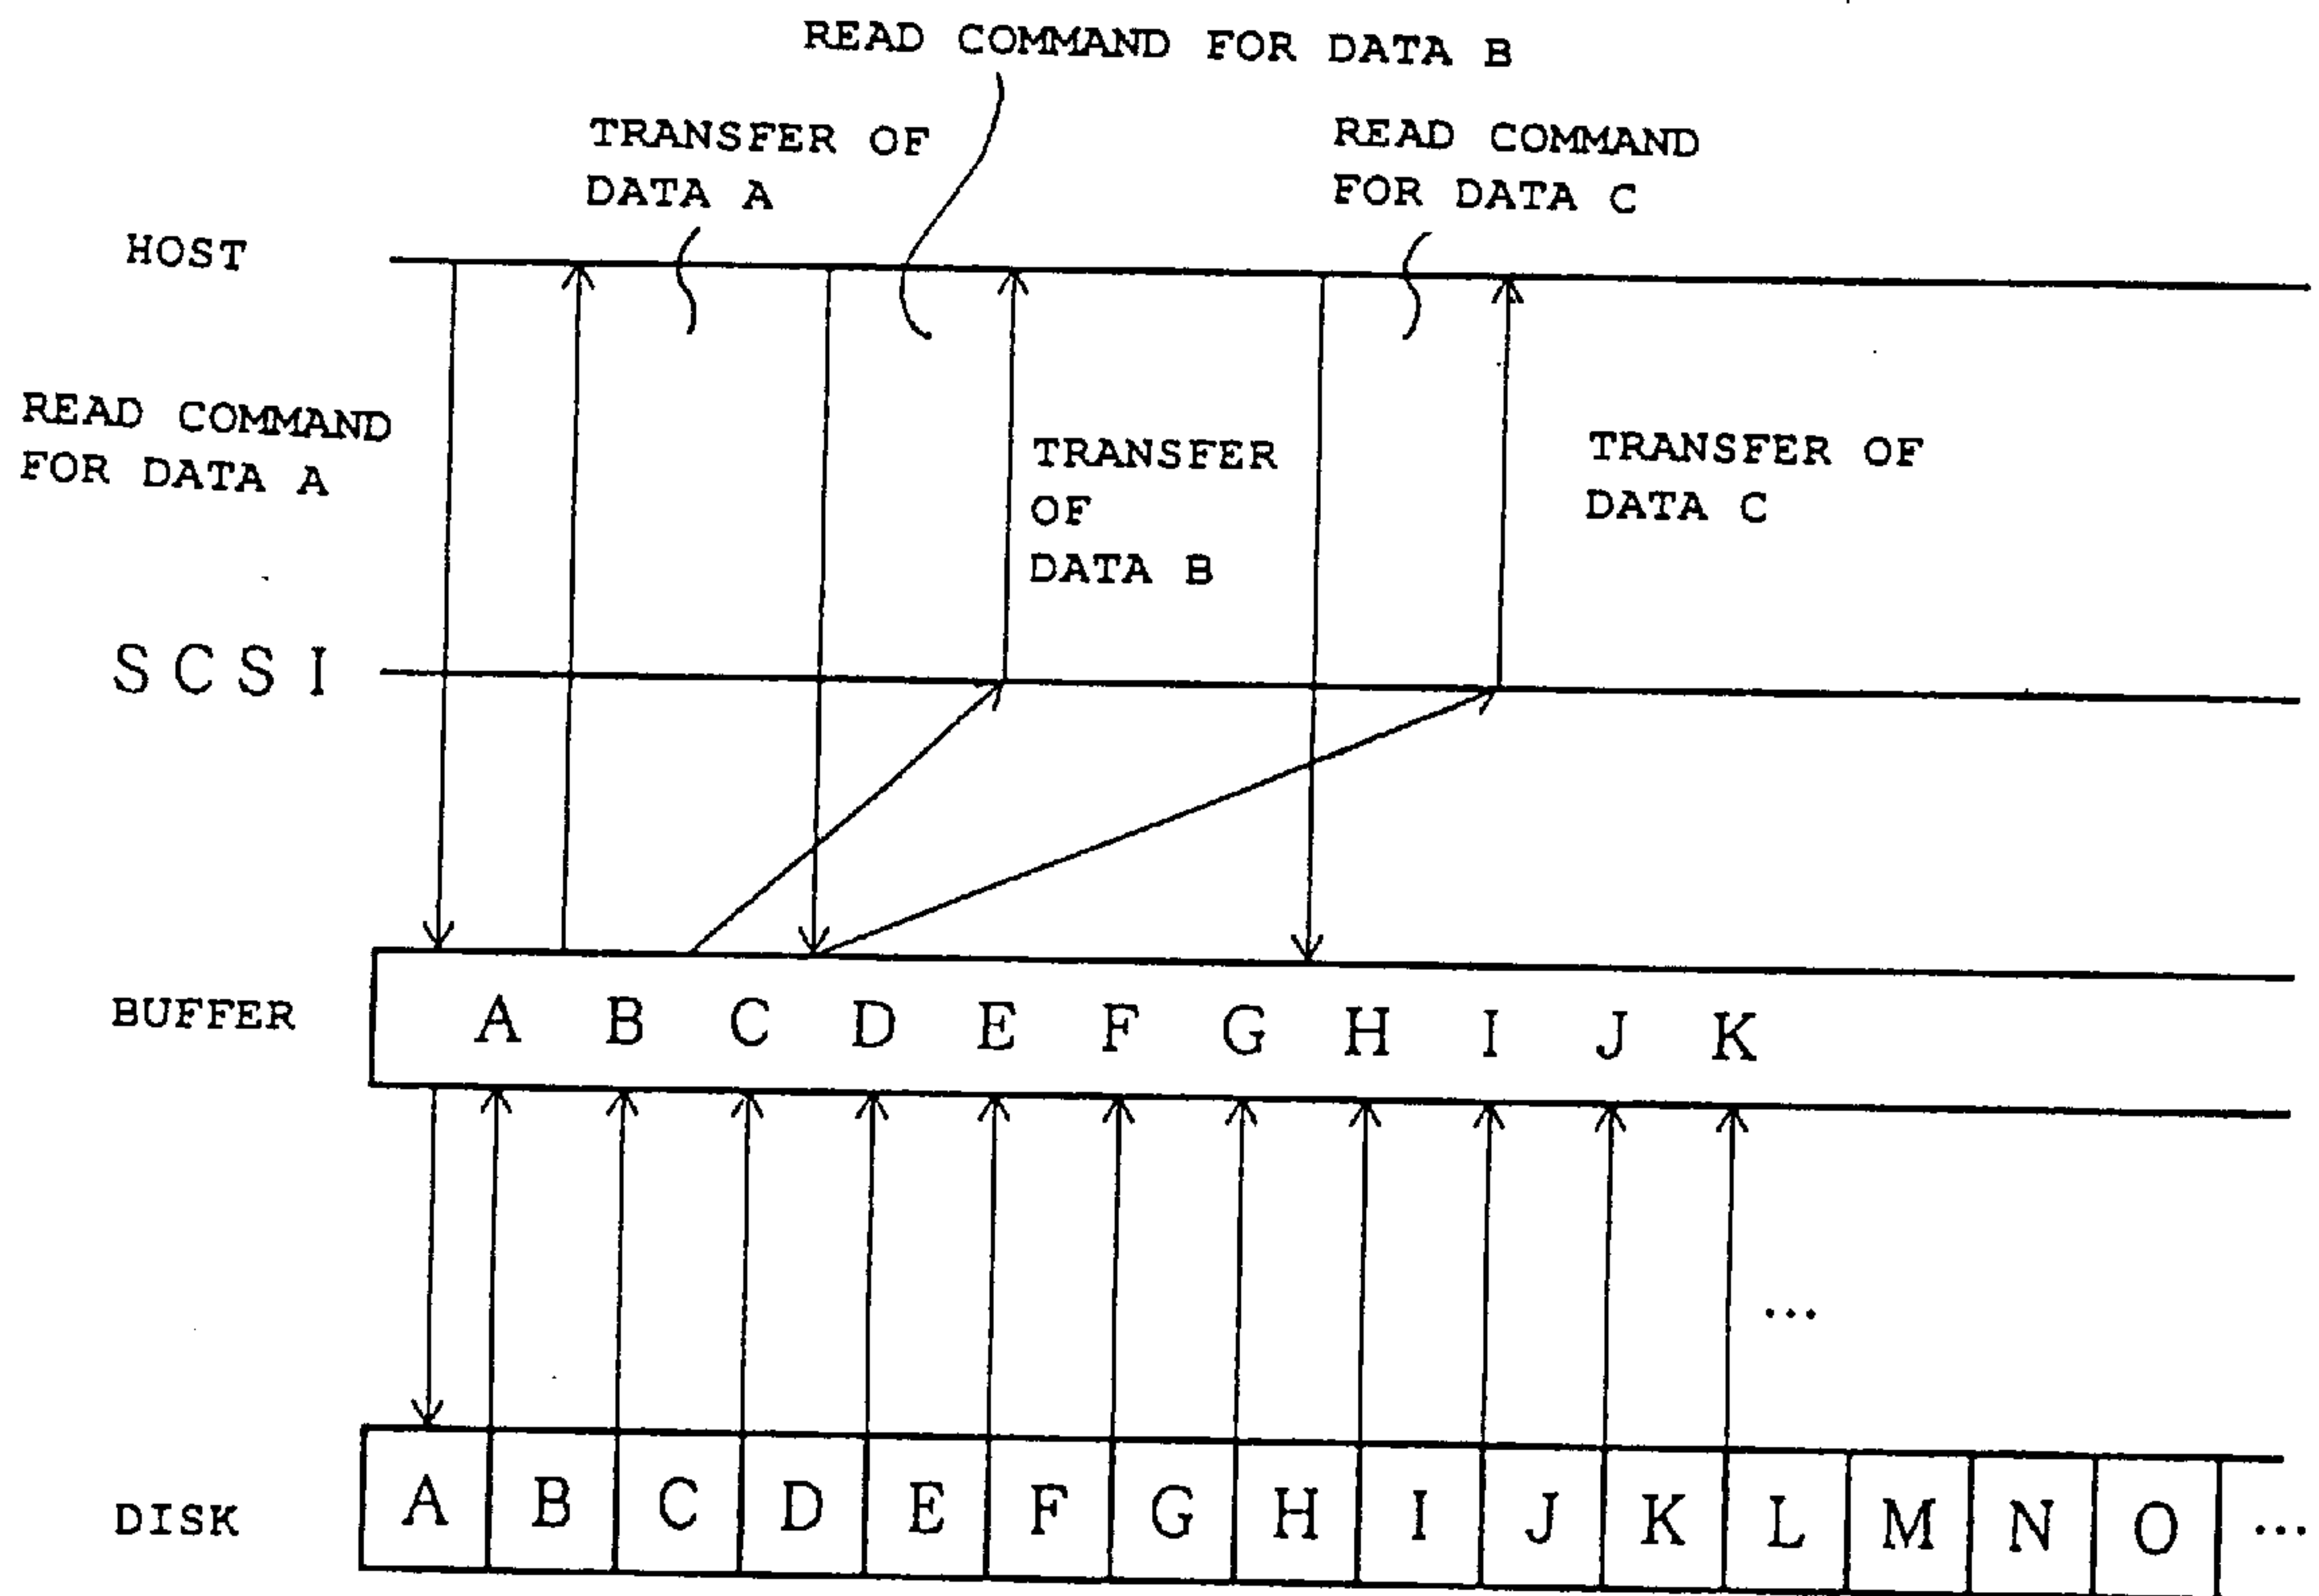 READ COMMAND FOR DATA B
TRANSFER OF
DATA A
READ COMMAND
FOR DATA C
HOST
READ COMMAND
FOR DATA A
TRANSFER
OF
DATA B
TRANSFER OF
DATA C
SCSI
BUFFER
A B C D E F G H I J K
...
DISK
A B C D E F G H I J K L M N O ...